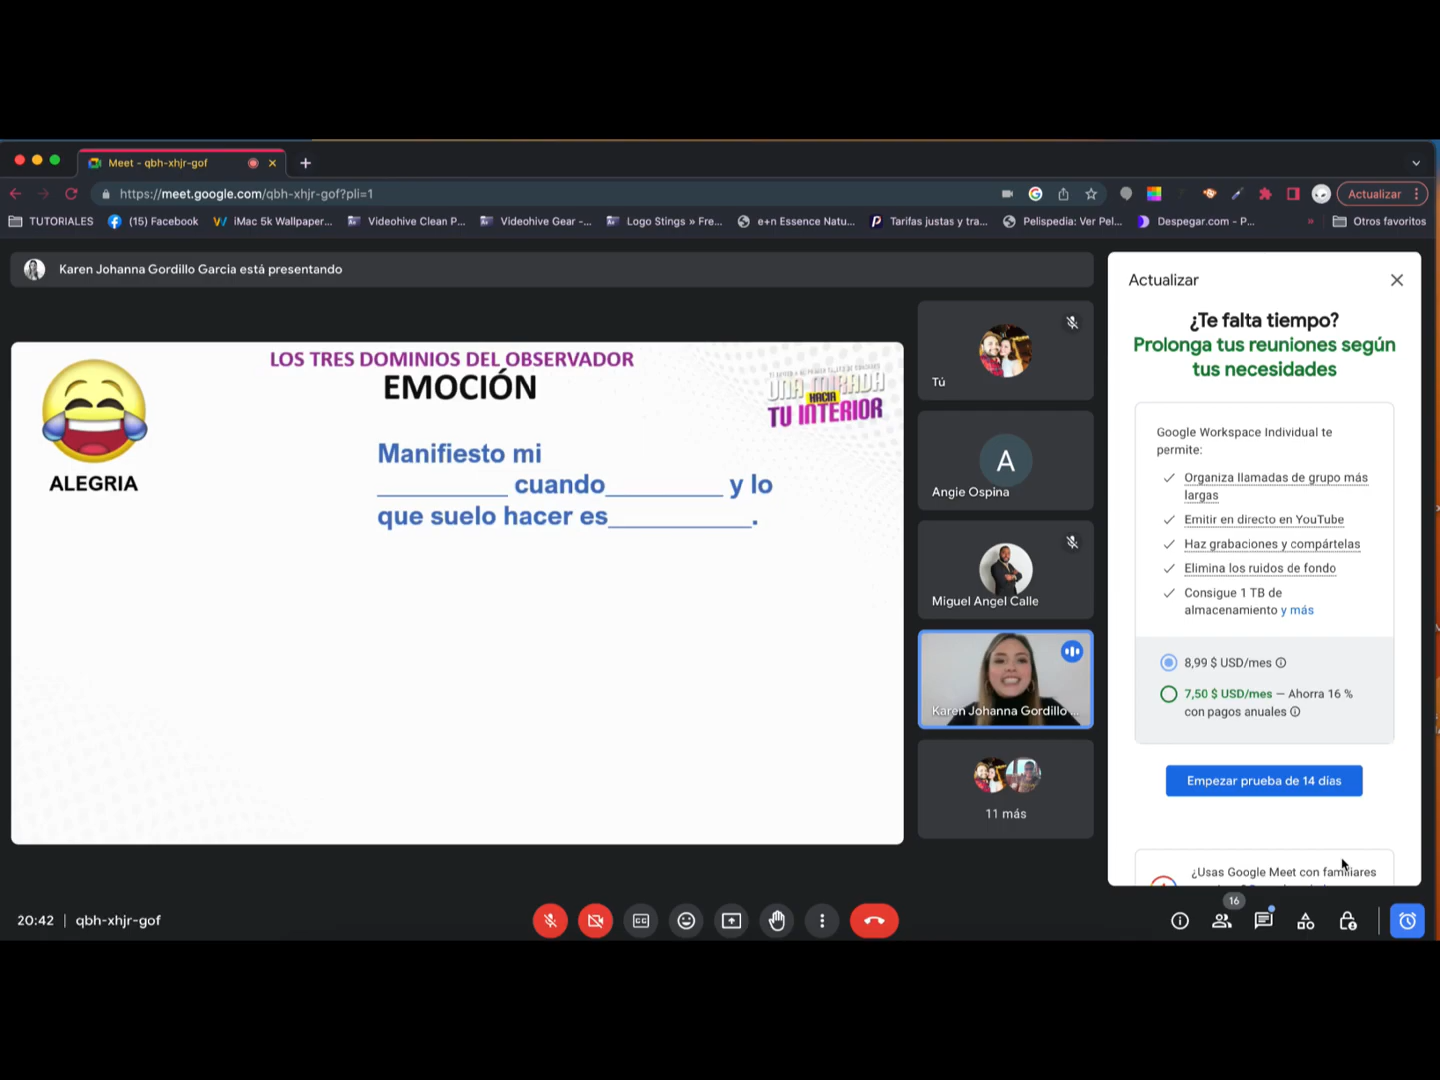 Meet - qbh-xhjr-gof
https://meet.google.com/qbh-xhjr-gof?pli=1
Actualizar
TUTORIALES
(15) Facebook
iMac 5k Wallpaper...
Videohive Clean P...
Videohive Gear -...
Logo Stings » Fre...
e+n Essence Natu...
Tarifas justas y tra...
Pelispedia: Ver Pel...
Despegar.com - P...
»
Otros favoritos
Karen Johanna Gordillo Garcia está presentando
LOS TRES DOMINIOS DEL OBSERVADOR
EMOCIÓN
UNA MIRADA
HACIA
TU INTERIOR
ALEGRIA
Manifiesto mi
_________ cuando________ y lo
que suelo hacer es__________.
Tú
A
Angie Ospina
Miguel Angel Calle
Karen Johanna Gordillo ...
11 más
Actualizar
¿Te falta tiempo?
Prolonga tus reuniones según
tus necesidades
Google Workspace Individual te
permite:
Organiza llamadas de grupo más
largas
Emitir en directo en YouTube
Haz grabaciones y compártelas
Elimina los ruidos de fondo
Consigue 1 TB de
almacenamiento y más
8,99 $ USD/mes
7,50 $ USD/mes — Ahorra 16 %
con pagos anuales
Empezar prueba de 14 días
¿Usas Google Meet con familiares
20:42 | qbh-xhjr-gof
CC
16